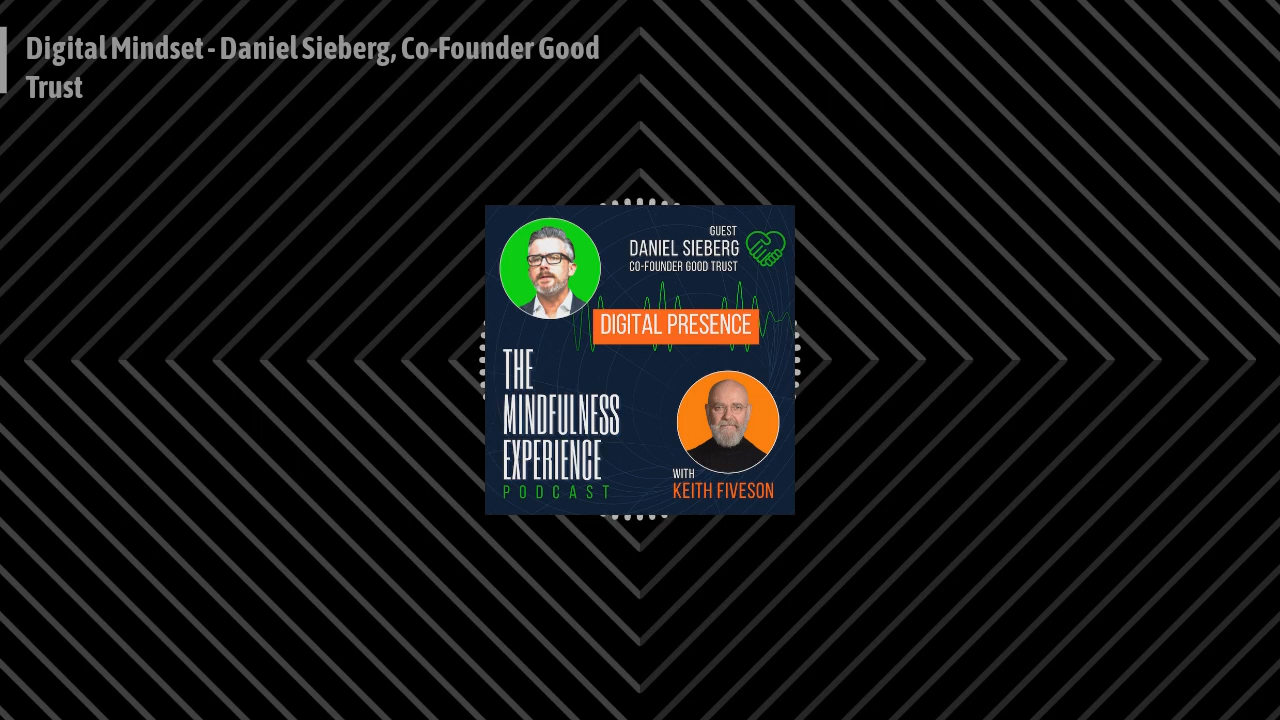 Digital Mindset - Daniel Sieberg, Co-Founder Good
Trust
GUEST
DANIEL SIEBERG
CO-FOUNDER GOOD TRUST
DIGITAL PRESENCE
THE
MINDFULNESS
EXPERIENCE
PODCAST
WITH
KEITH FIVESON